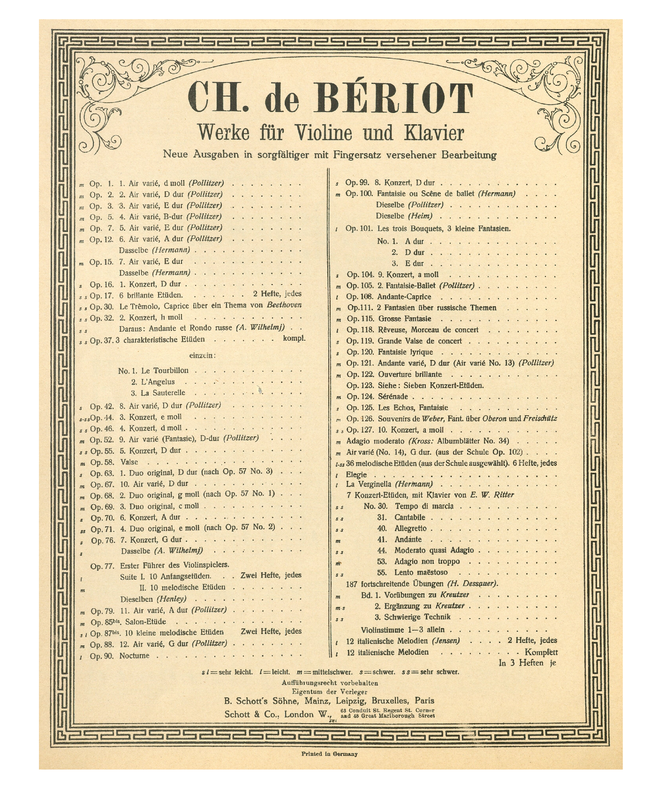 CH. de BÉRIOT
Werke für Violine und Klavier
Neue Ausgaben in sorgfältiger mit Fingersatz versehener Bearbeitung
m Op. 1. 1. Air varié, d moll (Pollitzer)
m Op. 2. 2. Air varié, D dur (Pollitzer)
m Op. 3. 3. Air varié, E dur (Pollitzer)
m Op. 5. 4. Air varié, B-dur (Pollitzer)
m Op. 7. 5. Air varié, E dur (Pollitzer)
m Op. 12. 6. Air varié, A dur (Pollitzer)
Dasselbe (Hermann)
m Op. 15. 7. Air varié, E dur
Dasselbe (Hermann)
s Op. 16. 1. Konzert, D dur
s s Op. 17. 6 brillante Etüden. 2 Hefte, jedes
s s Op. 30. Le Trémolo, Caprice über ein Thema von Beethoven
s s Op. 32. 2. Konzert, h moll
s s Daraus: Andante et Rondo russe (A. Wilhelmj)
s s Op. 37. 3 charakteristische Etüden kompl.
einzeln:
No. 1. Le Tourbillon
2. L'Angelus
3. La Sauterelle
s Op. 42. 8. Air varié, D dur (Pollitzer)
s-ss Op. 44. 3. Konzert, e moll
s s Op. 46. 4. Konzert, d moll
m Op. 52. 9. Air varié (Fantasie), D-dur (Pollitzer)
s s Op. 55. 5. Konzert, D dur
m Op. 58. Valse
s Op. 63. 1. Duo original, D dur (nach Op. 57 No. 3)
m Op. 67. 10. Air varié, D dur
m Op. 68. 2. Duo original, g moll (nach Op. 57 No. 1)
m Op. 69. 3. Duo original, c moll
s Op. 70. 6. Konzert, A dur
Op. 71. 4. Duo original, e moll (nach Op. 57 No. 2)
s Op. 76. 7. Konzert, G dur
s Dasselbe (A. Wilhelmj)
Op. 77. Erster Führer des Violinspielers.
l Suite I. 10 Anfangsetüden. Zwei Hefte, jedes
m II. 10 melodische Etüden
Dieselben (Henley)
m Op. 79. 11. Air varié, A dur (Pollitzer)
m Op. 85bis. Salon-Etüde
s l Op. 87bis. 10 kleine melodische Etüden Zwei Hefte, jedes
m Op. 88. 12. Air varié, G dur (Pollitzer)
l Op. 90. Nocturne
s Op. 99. 8. Konzert, D dur
m Op. 100. Fantaisie ou Scène de ballet (Hermann)
Dieselbe (Pollitzer)
Dieselbe (Heim)
l Op. 101. Les trois Bouquets, 3 kleine Fantasien.
No. 1. A dur
2. D dur
3. E dur
s Op. 104. 9. Konzert, a moll
m Op. 105. 2. Fantaisie-Ballet (Pollitzer)
l Op. 108. Andante-Caprice
m Op. 111. 2 Fantasien über russische Themen
m Op. 115. Grosse Fantasie
l Op. 118. Rêveuse, Morceau de concert
s Op. 119. Grande Valse de concert
s Op. 120. Fantaisie lyrique
m Op. 121. Andante varié, D dur (Air varié No. 13) (Pollitzer)
m Op. 122. Ouverture brillante
Op. 123. Siehe: Sieben Konzert-Etüden.
m Op. 124. Sérénade
s Op. 125. Les Echos, Fantaisie
Op. 126. Souvenirs de Weber, Fant. über Oberon und Freischütz
s s Op. 127. 10. Konzert, a moll
m Adagio moderato (Kross: Albumblätter No. 34)
m Air varié (No. 14), G dur. (aus der Schule Op. 102)
36 melodische Etüden (aus der Schule ausgewählt). 6 Hefte, jedes
l Elegie
l La Verginella (Hermann)
7 Konzert-Etüden, mit Klavier von E. W. Ritter
s s No. 30. Tempo di marcia
s s 31. Cantabile
s s 40. Allegretto
m 41. Andante
s s 44. Moderato quasi Adagio
s s 53. Adagio non troppo
s s 55. Lento maëstoso
187 fortschreitende Übungen (H. Dessauer).
m Bd. 1. Vorübungen zu Kreutzer
m s 2. Ergänzung zu Kreutzer
s s 3. Schwierige Technik
Violinstimme 1—3 allein
l 12 italienische Melodien (Jensen) 2 Hefte, jedes
l 12 italienische Melodien Komplett
In 3 Heften je
s l = sehr leicht. l = leicht. m = mittelschwer. s = schwer. s s = sehr schwer.
Aufführungsrecht vorbehalten
Eigentum der Verleger
B. Schott's Söhne, Mainz, Leipzig, Bruxelles, Paris
Schott & Co., London W., 63 Conduit St. Regent St. Corner
and 48 Great Marlborough Street
Printed in Germany